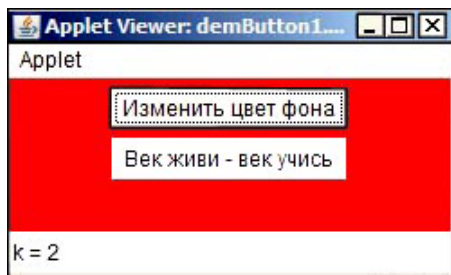 Applet Viewer: demButton1....
Applet
Изменить цвет фона
Век живи - век учись
k = 2